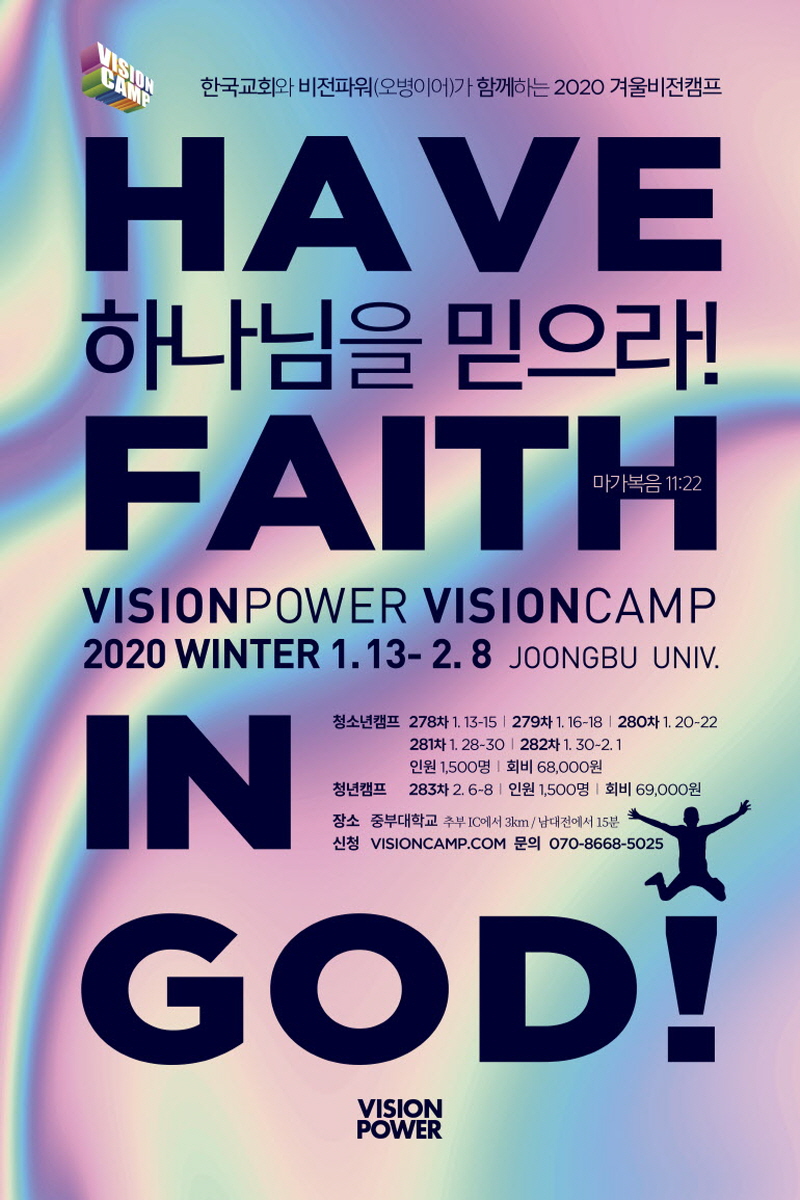 VISION
CAMP
한국교회와 비전파워(오병이어)가 함께하는 2020 겨울비전캠프
HAVE
하나님을 믿으라!
FAITH
마가복음 11:22
VISIONPOWER VISIONCAMP
2020 WINTER 1. 13- 2. 8 JOONGBU UNIV.
IN
청소년캠프 278차 1. 13-15 | 279차 1. 16-18 | 280차 1. 20-22
281차 1. 28-30 | 282차 1. 30-2. 1
인원 1,500명 | 회비 68,000원
청년캠프 283차 2. 6-8 | 인원 1,500명 | 회비 69,000원
장소 중부대학교 추부 IC에서 3km / 남대전에서 15분
신청 VISIONCAMP.COM 문의 070-8668-5025
GOD!
VISION
POWER